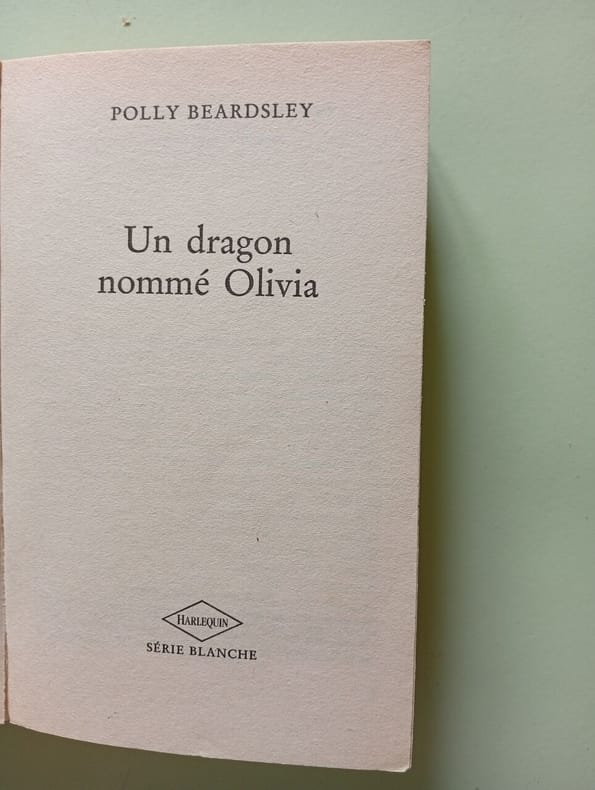 POLLY BEARDSLEY
Un dragon
nommé Olivia
HARLEQUIN
SÉRIE BLANCHE